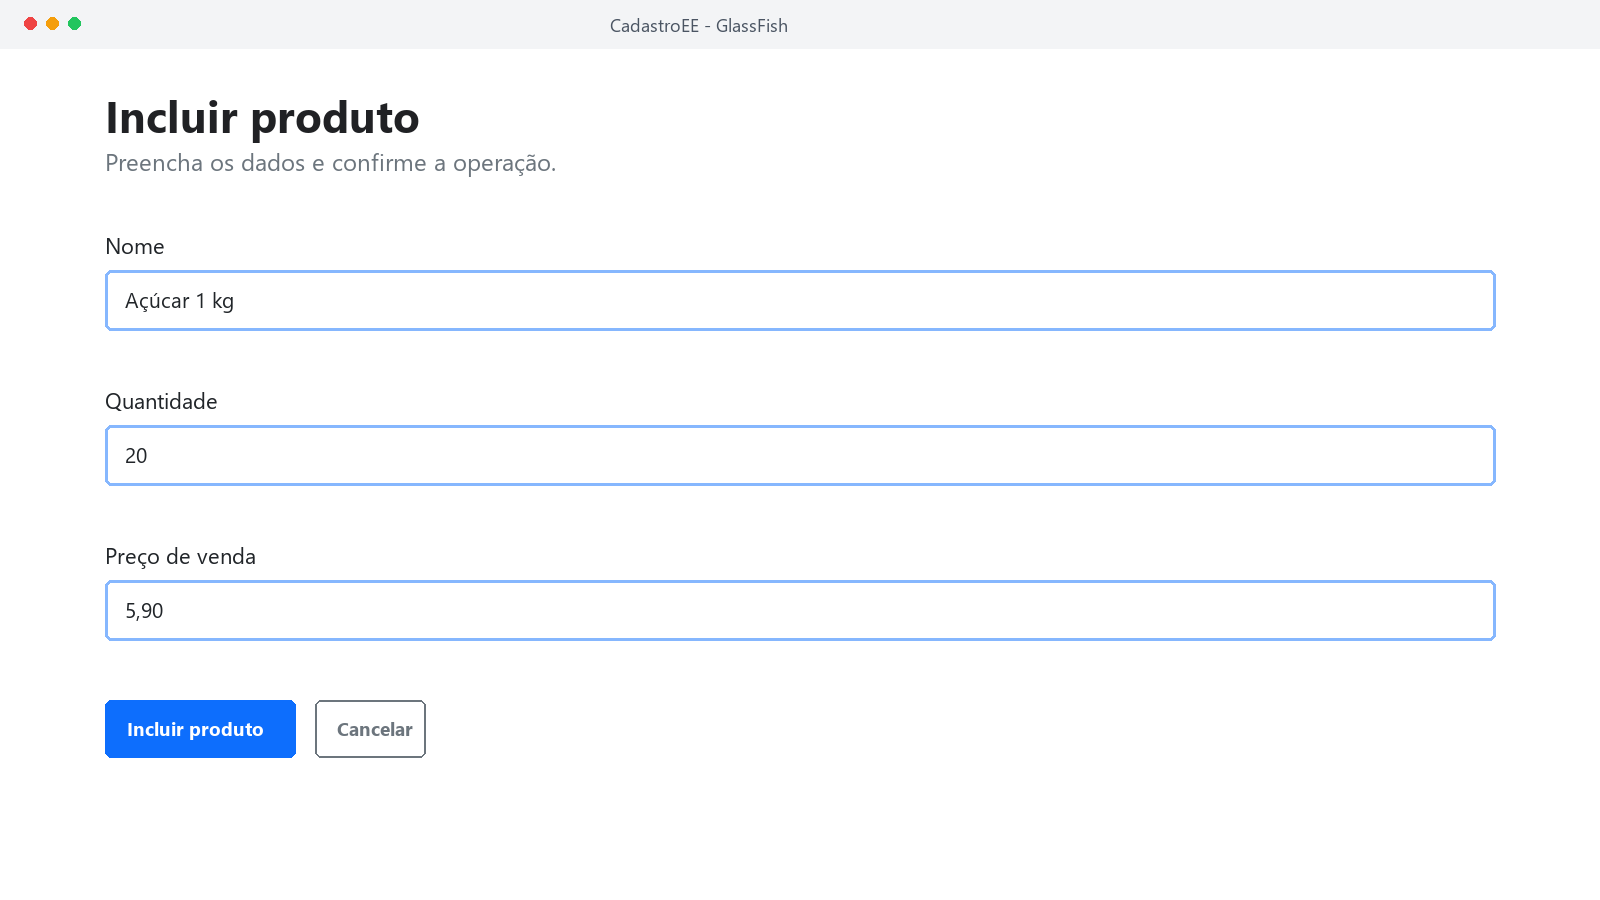 CadastroEE - GlassFish
Incluir produto
Preencha os dados e confirme a operação.
Nome
Açúcar 1 kg
Quantidade
20
Preço de venda
5,90
Incluir produto
Cancelar